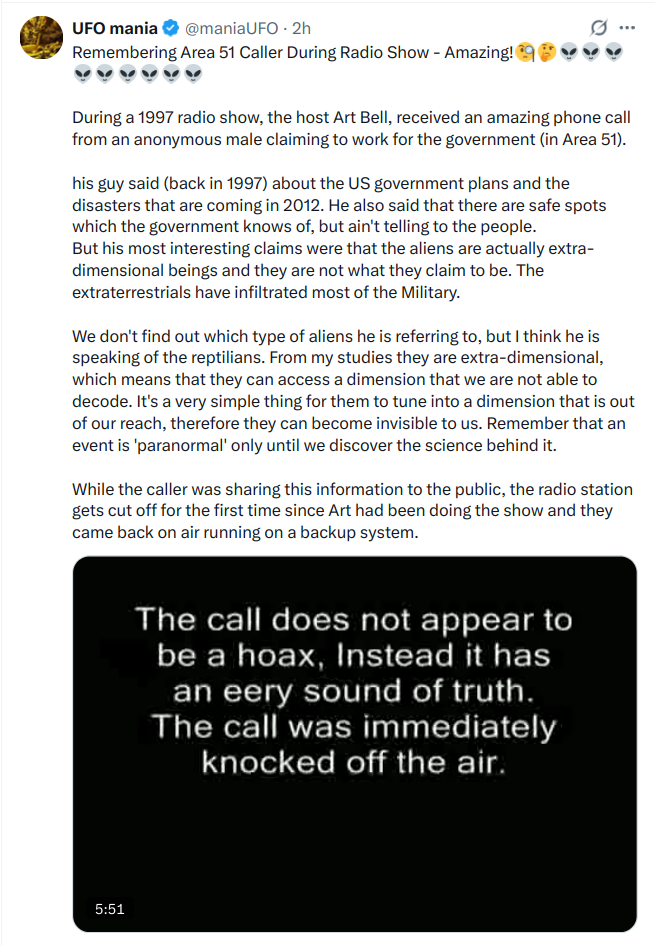 UFO mania @maniaUFO · 2h
Remembering Area 51 Caller During Radio Show - Amazing!🧐🤔👽👽👽
👽👽👽👽👽👽
During a 1997 radio show, the host Art Bell, received an amazing phone call
from an anonymous male claiming to work for the government (in Area 51).
his guy said (back in 1997) about the US government plans and the
disasters that are coming in 2012. He also said that there are safe spots
which the government knows of, but ain't telling to the people.
But his most interesting claims were that the aliens are actually extra-
dimensional beings and they are not what they claim to be. The
extraterrestrials have infiltrated most of the Military.
We don't find out which type of aliens he is referring to, but I think he is
speaking of the reptilians. From my studies they are extra-dimensional,
which means that they can access a dimension that we are not able to
decode. It's a very simple thing for them to tune into a dimension that is out
of our reach, therefore they can become invisible to us. Remember that an
event is 'paranormal' only until we discover the science behind it.
While the caller was sharing this information to the public, the radio station
gets cut off for the first time since Art had been doing the show and they
came back on air running on a backup system.
The call does not appear to
be a hoax, Instead it has
an eery sound of truth.
The call was immediately
knocked off the air.
5:51